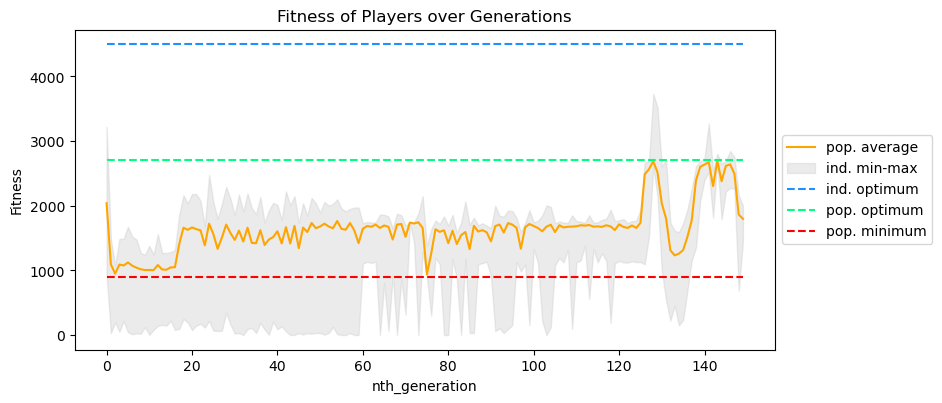 Fitness of Players over Generations
Fitness
4000
3000
2000
1000
0
0 20 40 60 80 100 120 140
nth_generation
pop. average
ind. min-max
ind. optimum
pop. optimum
pop. minimum